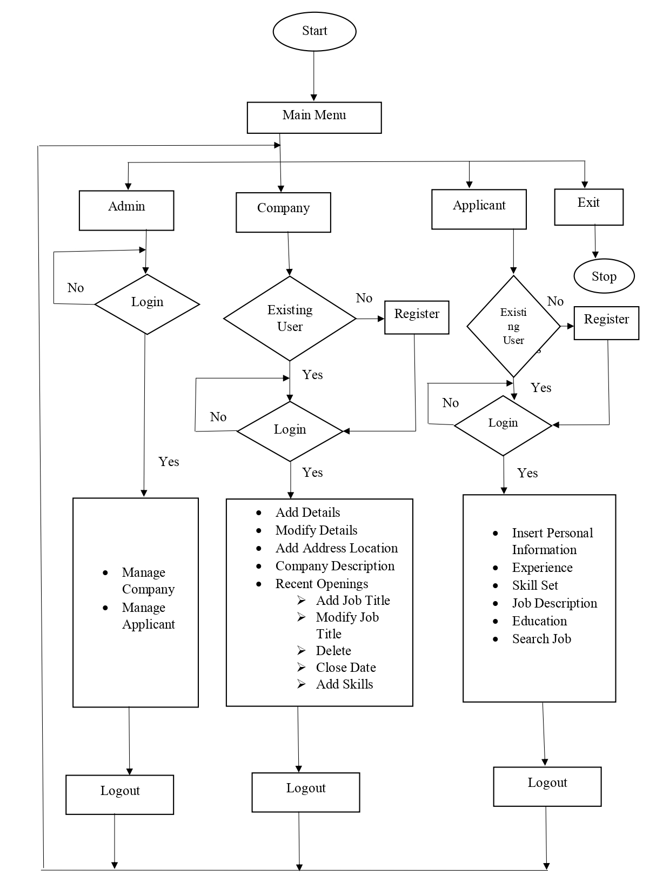 Start
Main Menu
Admin
Company
Applicant
Exit
Stop
No
Login
Existing
User
No
Register
Existi
ng
User
No
Register
Yes
No
Login
Yes
No
Login
Yes
Yes
Yes
• Manage
Company
• Manage
Applicant
• Add Details
• Modify Details
• Add Address Location
• Company Description
• Recent Openings
➢ Add Job Title
➢ Modify Job
Title
➢ Delete
➢ Close Date
➢ Add Skills
• Insert Personal
Information
• Experience
• Skill Set
• Job Description
• Education
• Search Job
Logout
Logout
Logout